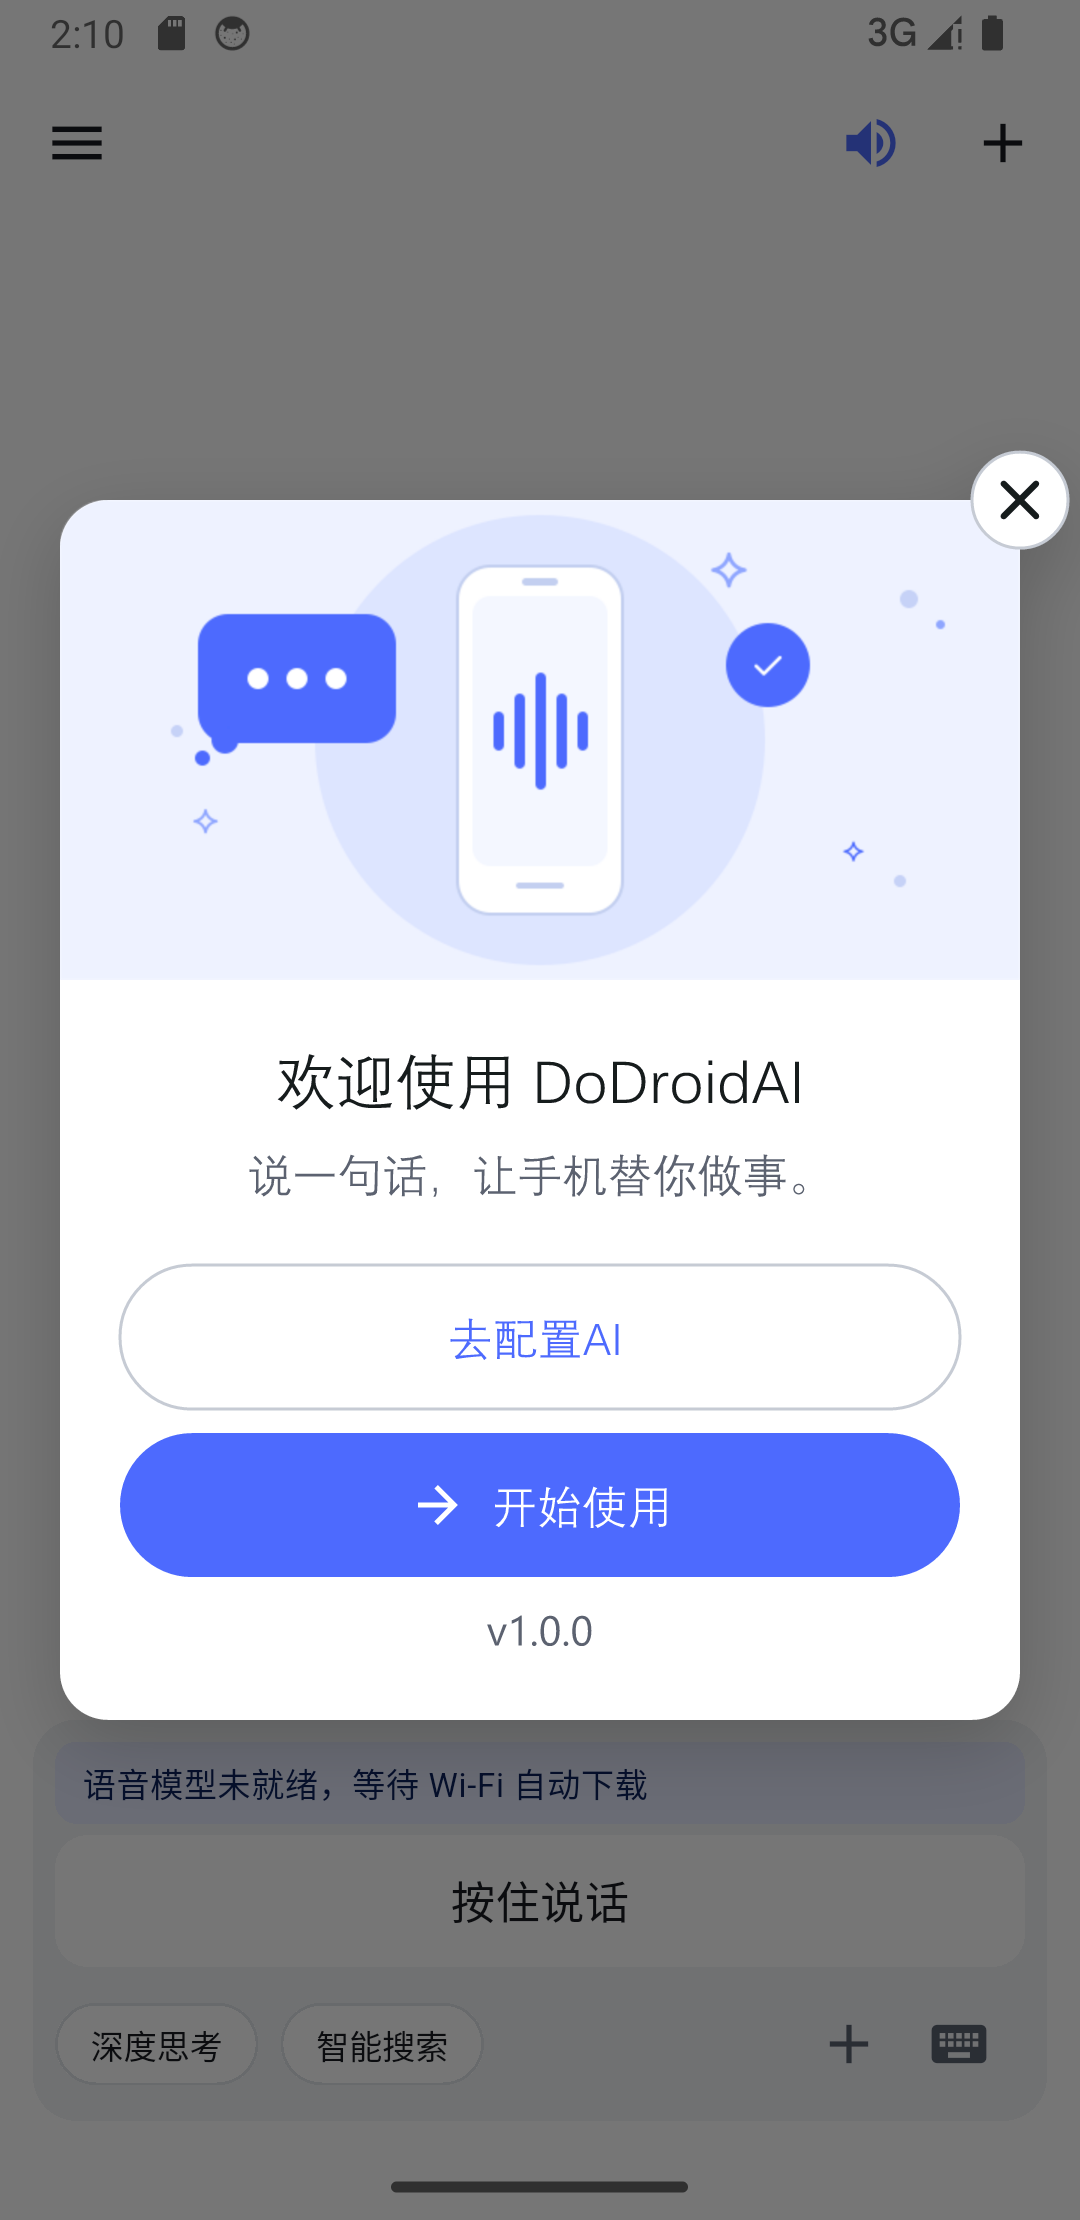 2:10
3G
欢迎使用 DoDroidAI
说一句话，让手机替你做事。
去配置AI
开始使用
v1.0.0
语音模型未就绪，等待 Wi-Fi 自动下载
按住说话
深度思考 智能搜索